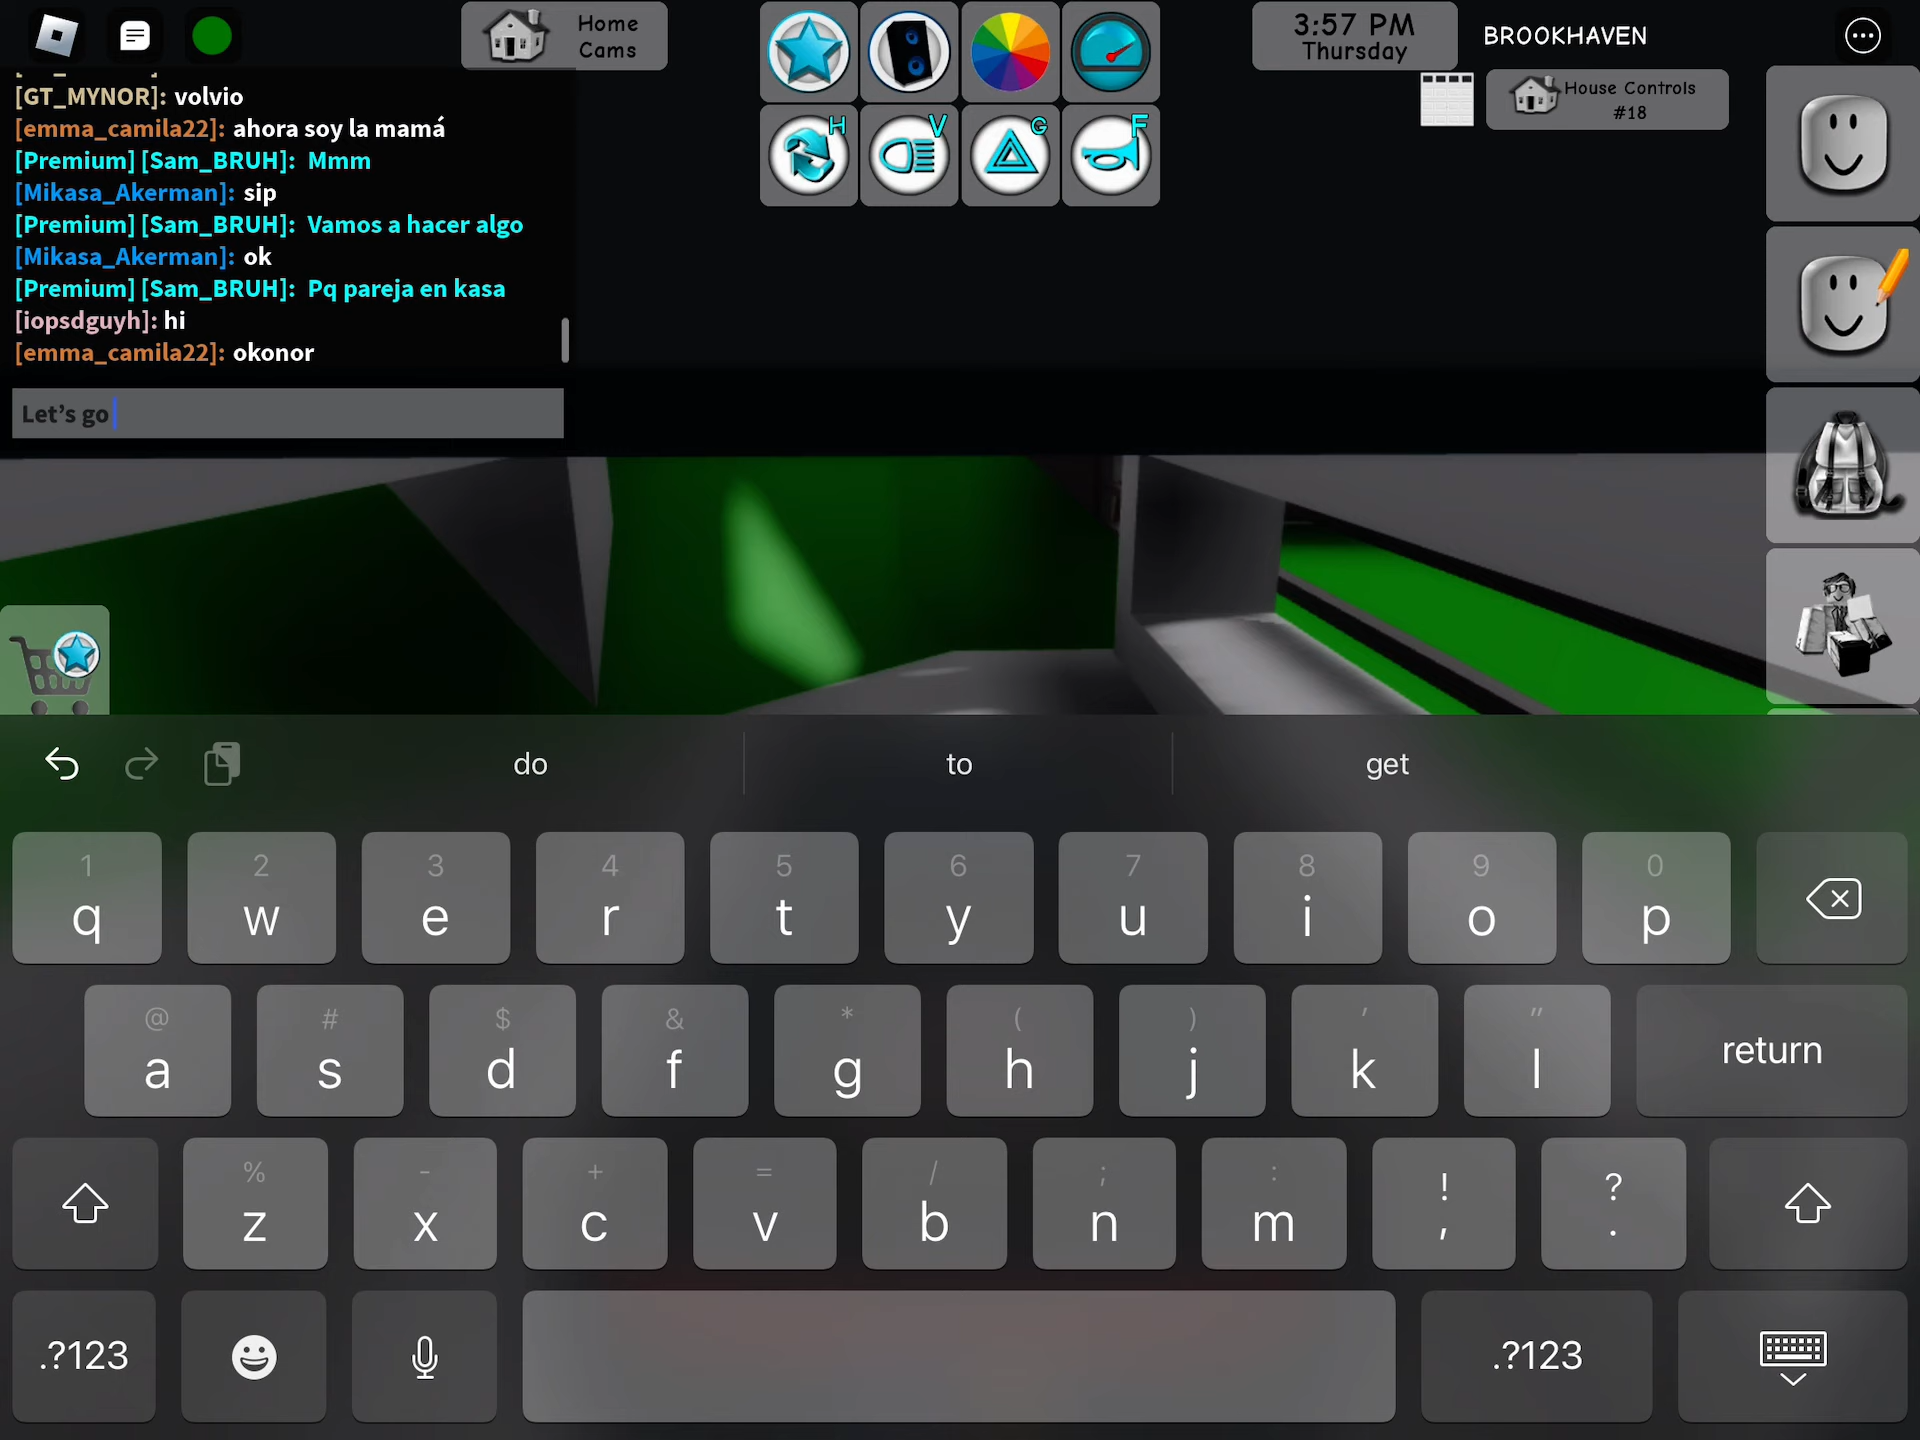 Home
Cams
3:57 PM
Thursday
BROOKHAVEN
House Controls
#18
H
V
G
F
[GT_MYNOR]: volvio
[emma_camila22]: ahora soy la mamá
[Premium] [Sam_BRUH]: Mmm
[Mikasa_Akerman]: sip
[Premium] [Sam_BRUH]: Vamos a hacer algo
[Mikasa_Akerman]: ok
[Premium] [Sam_BRUH]: Pq pareja en kasa
[iopsdguyh]: hi
[emma_camila22]: okonor
Let’s go
do to get
1 2 3 4 5 6 7 8 9 0
q w e r t y u i o p
@ # $ & * ( ) ' "
a s d f g h j k l return
% - + = / ; : ! ?
z x c v b n m , .
.?123 .?123